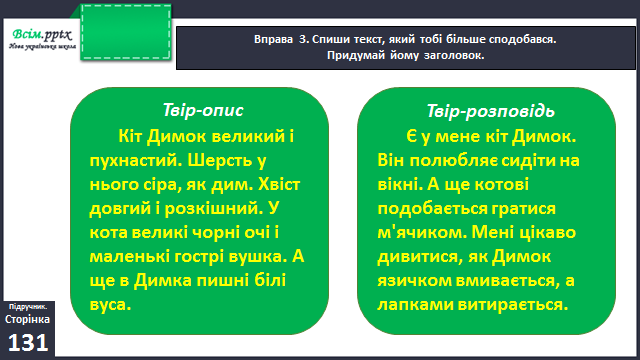 Всім.pptx
Нова українська школа
Вправа 3. Спиши текст, який тобі більше сподобався.
Придумай йому заголовок.
Твір-опис
Кіт Димок великий і
пухнастий. Шерсть у
нього сіра, як дим. Хвіст
довгий і розкішний. У
кота великі чорні очі і
маленькі гострі вушка. А
ще в Димка пишні білі
вуса.
Твір-розповідь
Є у мене кіт Димок.
Він полюбляє сидіти на
вікні. А ще котові
подобається гратися
м'ячиком. Мені цікаво
дивитися, як Димок
язичком вмивається, а
лапками витирається.
Підручник.
Сторінка
131